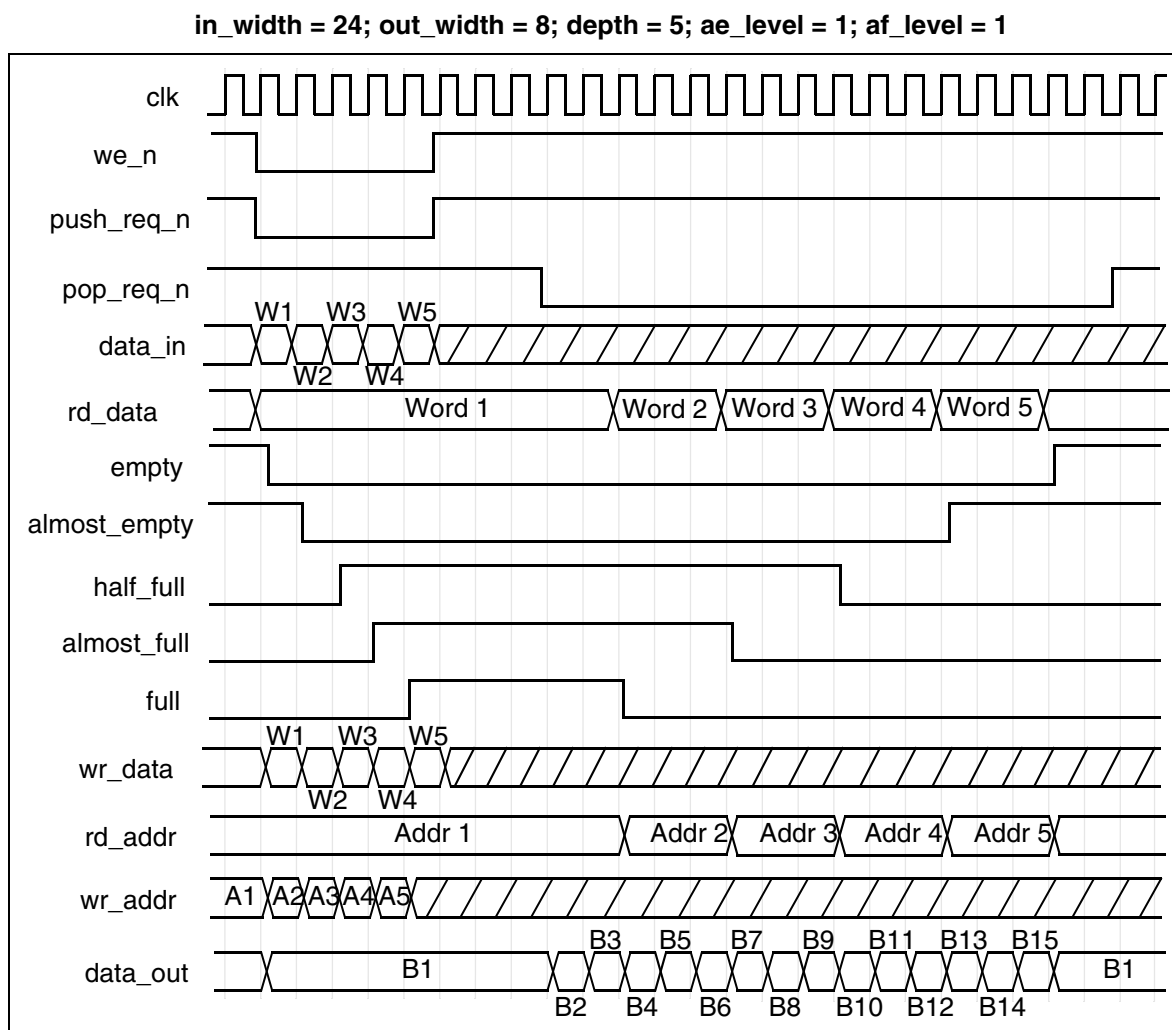 in_width = 24; out_width = 8; depth = 5; ae_level = 1; af_level = 1
clk
we_n
push_req_n
pop_req_n
W1 W3 W5
data_in
W2 W4
rd_data Word 1 Word 2 Word 3 Word 4 Word 5
empty
almost_empty
half_full
almost_full
full
W1 W3 W5
wr_data
W2 W4
rd_addr Addr 1 Addr 2 Addr 3 Addr 4 Addr 5
wr_addr A1 A2 A3 A4 A5
B3 B5 B7 B9 B11 B13 B15
data_out B1 B1
B2 B4 B6 B8 B10 B12 B14